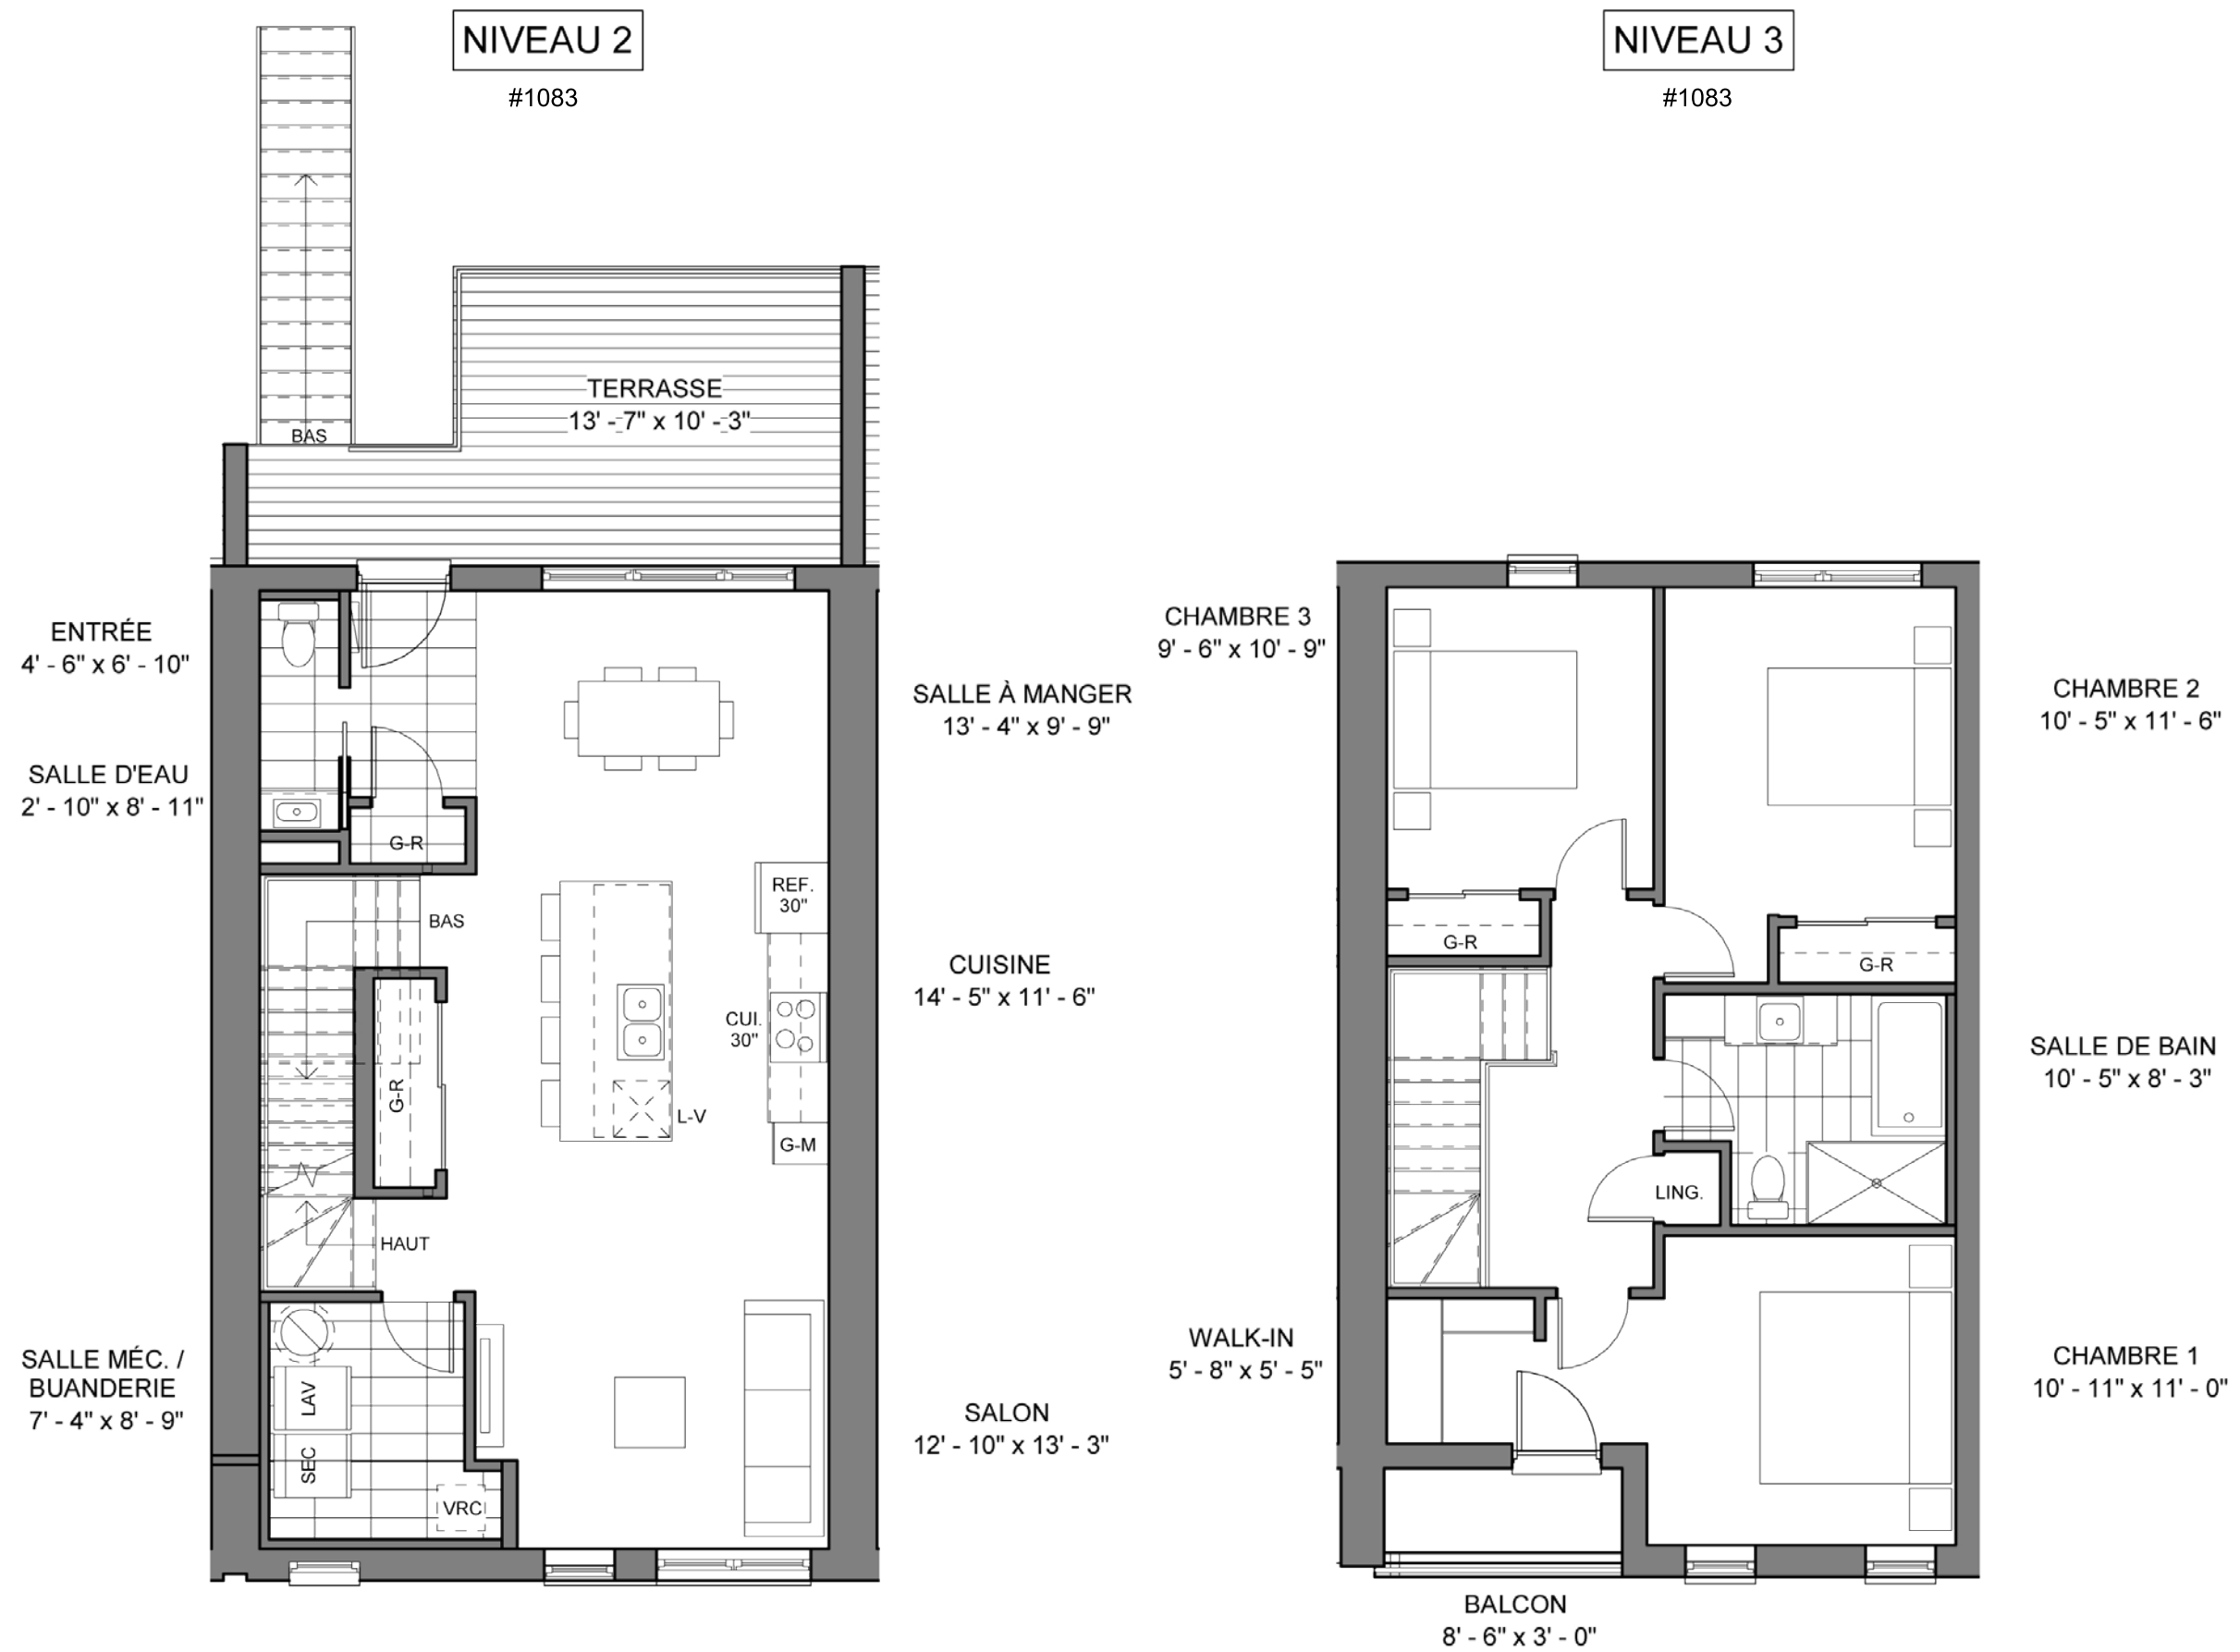 NIVEAU 2
#1083
TERRASSE
13' - 7" x 10' - 3"
BAS
ENTRÉE
4' - 6" x 6' - 10"
SALLE À MANGER
13' - 4" x 9' - 9"
SALLE D'EAU
2' - 10" x 8' - 11"
G-R
REF.
30"
BAS
CUISINE
14' - 5" x 11' - 6"
CUI.
30"
G-R
L-V
G-M
HAUT
SALLE MÉC. /
BUANDERIE
7' - 4" x 8' - 9"
LAV
SEC
VRC
SALON
12' - 10" x 13' - 3"
NIVEAU 3
#1083
CHAMBRE 3
9' - 6" x 10' - 9"
CHAMBRE 2
10' - 5" x 11' - 6"
G-R
G-R
SALLE DE BAIN
10' - 5" x 8' - 3"
LING.
WALK-IN
5' - 8" x 5' - 5"
CHAMBRE 1
10' - 11" x 11' - 0"
BALCON
8' - 6" x 3' - 0"